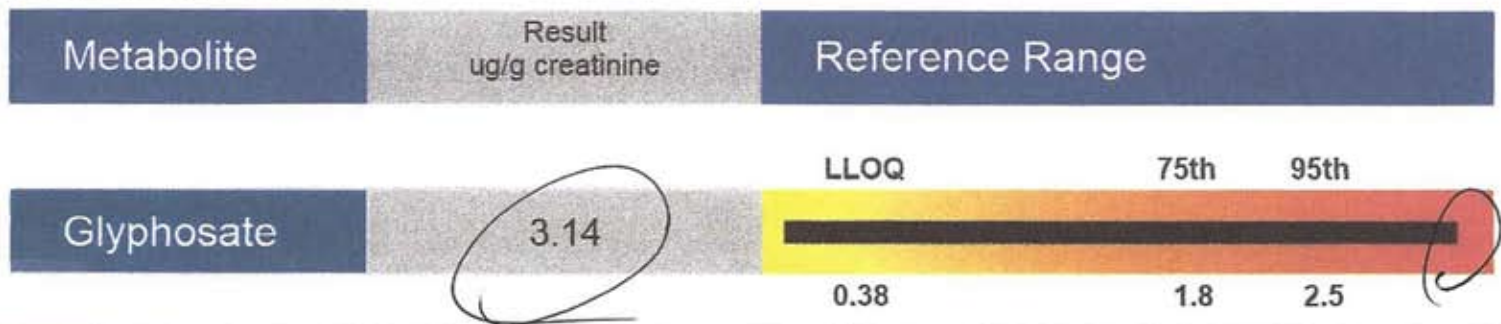 Metabolite
Result
ug/g creatinine
Reference Range
LLOQ 75th 95th
Glyphosate 3.14
0.38 1.8 2.5